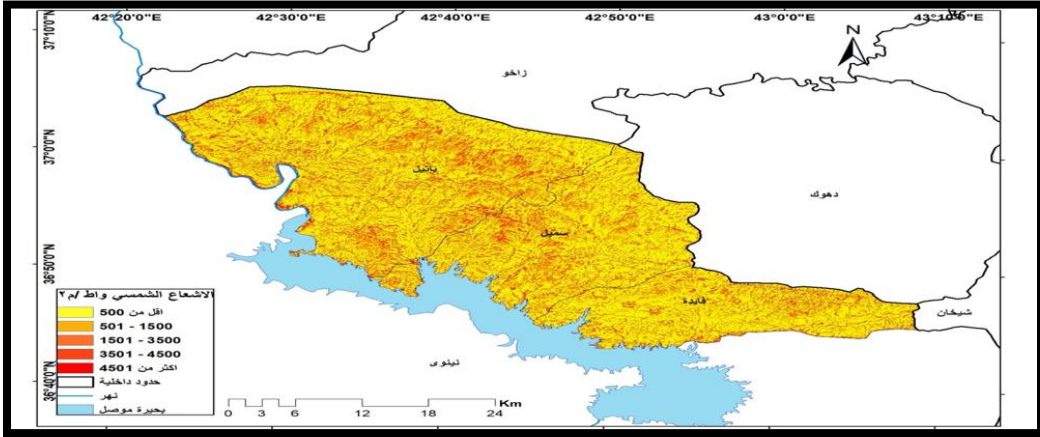 42°20'0"E 42°30'0"E 42°40'0"E 42°50'0"E 43°0'0"E 43°10'0"E
37°10'0"N
37°0'0"N
36°50'0"N
36°40'0"N
N
زاخو
باتيل
دهوك
سميل
فايدة
شيخان
نينوى
الاشعاع الشمسي واط /م٢
اقل من 500
501 - 1500
1501 - 3500
3501 - 4500
اكثر من 4501
حدود داخلية
نهر
بحيرة موصل
Km
0 3 6 12 18 24